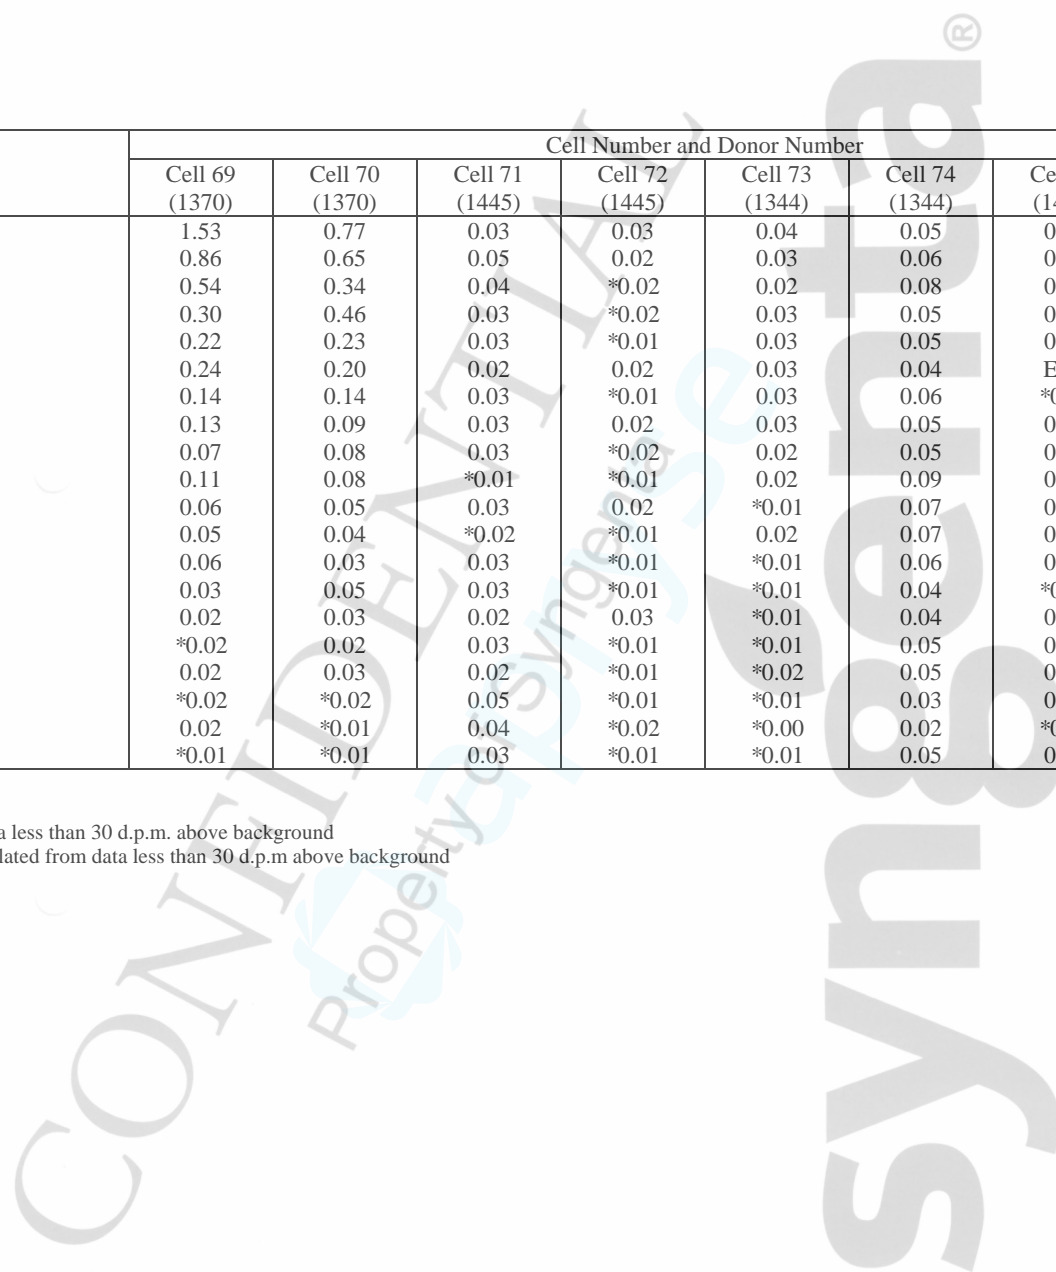 Cell Number and Donor Number
Cell 69 Cell 70 Cell 71 Cell 72 Cell 73 Cell 74
(1370) (1370) (1445) (1445) (1344) (1344)
1.53 0.77 0.03 0.03 0.04 0.05
0.86 0.65 0.05 0.02 0.03 0.06
0.54 0.34 0.04 *0.02 0.02 0.08
0.30 0.46 0.03 *0.02 0.03 0.05
0.22 0.23 0.03 *0.01 0.03 0.05
0.24 0.20 0.02 0.02 0.03 0.04 E
0.14 0.14 0.03 *0.01 0.03 0.06
0.13 0.09 0.03 0.02 0.03 0.05
0.07 0.08 0.03 *0.02 0.02 0.05
0.11 0.08 *0.01 *0.01 0.02 0.09
0.06 0.05 0.03 0.02 *0.01 0.07
0.05 0.04 *0.02 *0.01 0.02 0.07
0.06 0.03 0.03 *0.01 *0.01 0.06
0.03 0.05 0.03 *0.01 *0.01 0.04
0.02 0.03 0.02 0.03 *0.01 0.04
*0.02 0.02 0.03 *0.01 *0.01 0.05
0.02 0.03 0.02 *0.01 *0.02 0.05
*0.02 *0.02 0.05 *0.01 *0.01 0.03
0.02 *0.01 0.04 *0.02 *0.00 0.02
*0.01 *0.01 0.03 *0.01 *0.01 0.05
a less than 30 d.p.m. above background
lated from data less than 30 d.p.m above background
CONFIDENTIAL
Property of Syngenta
apryse
syngenta®